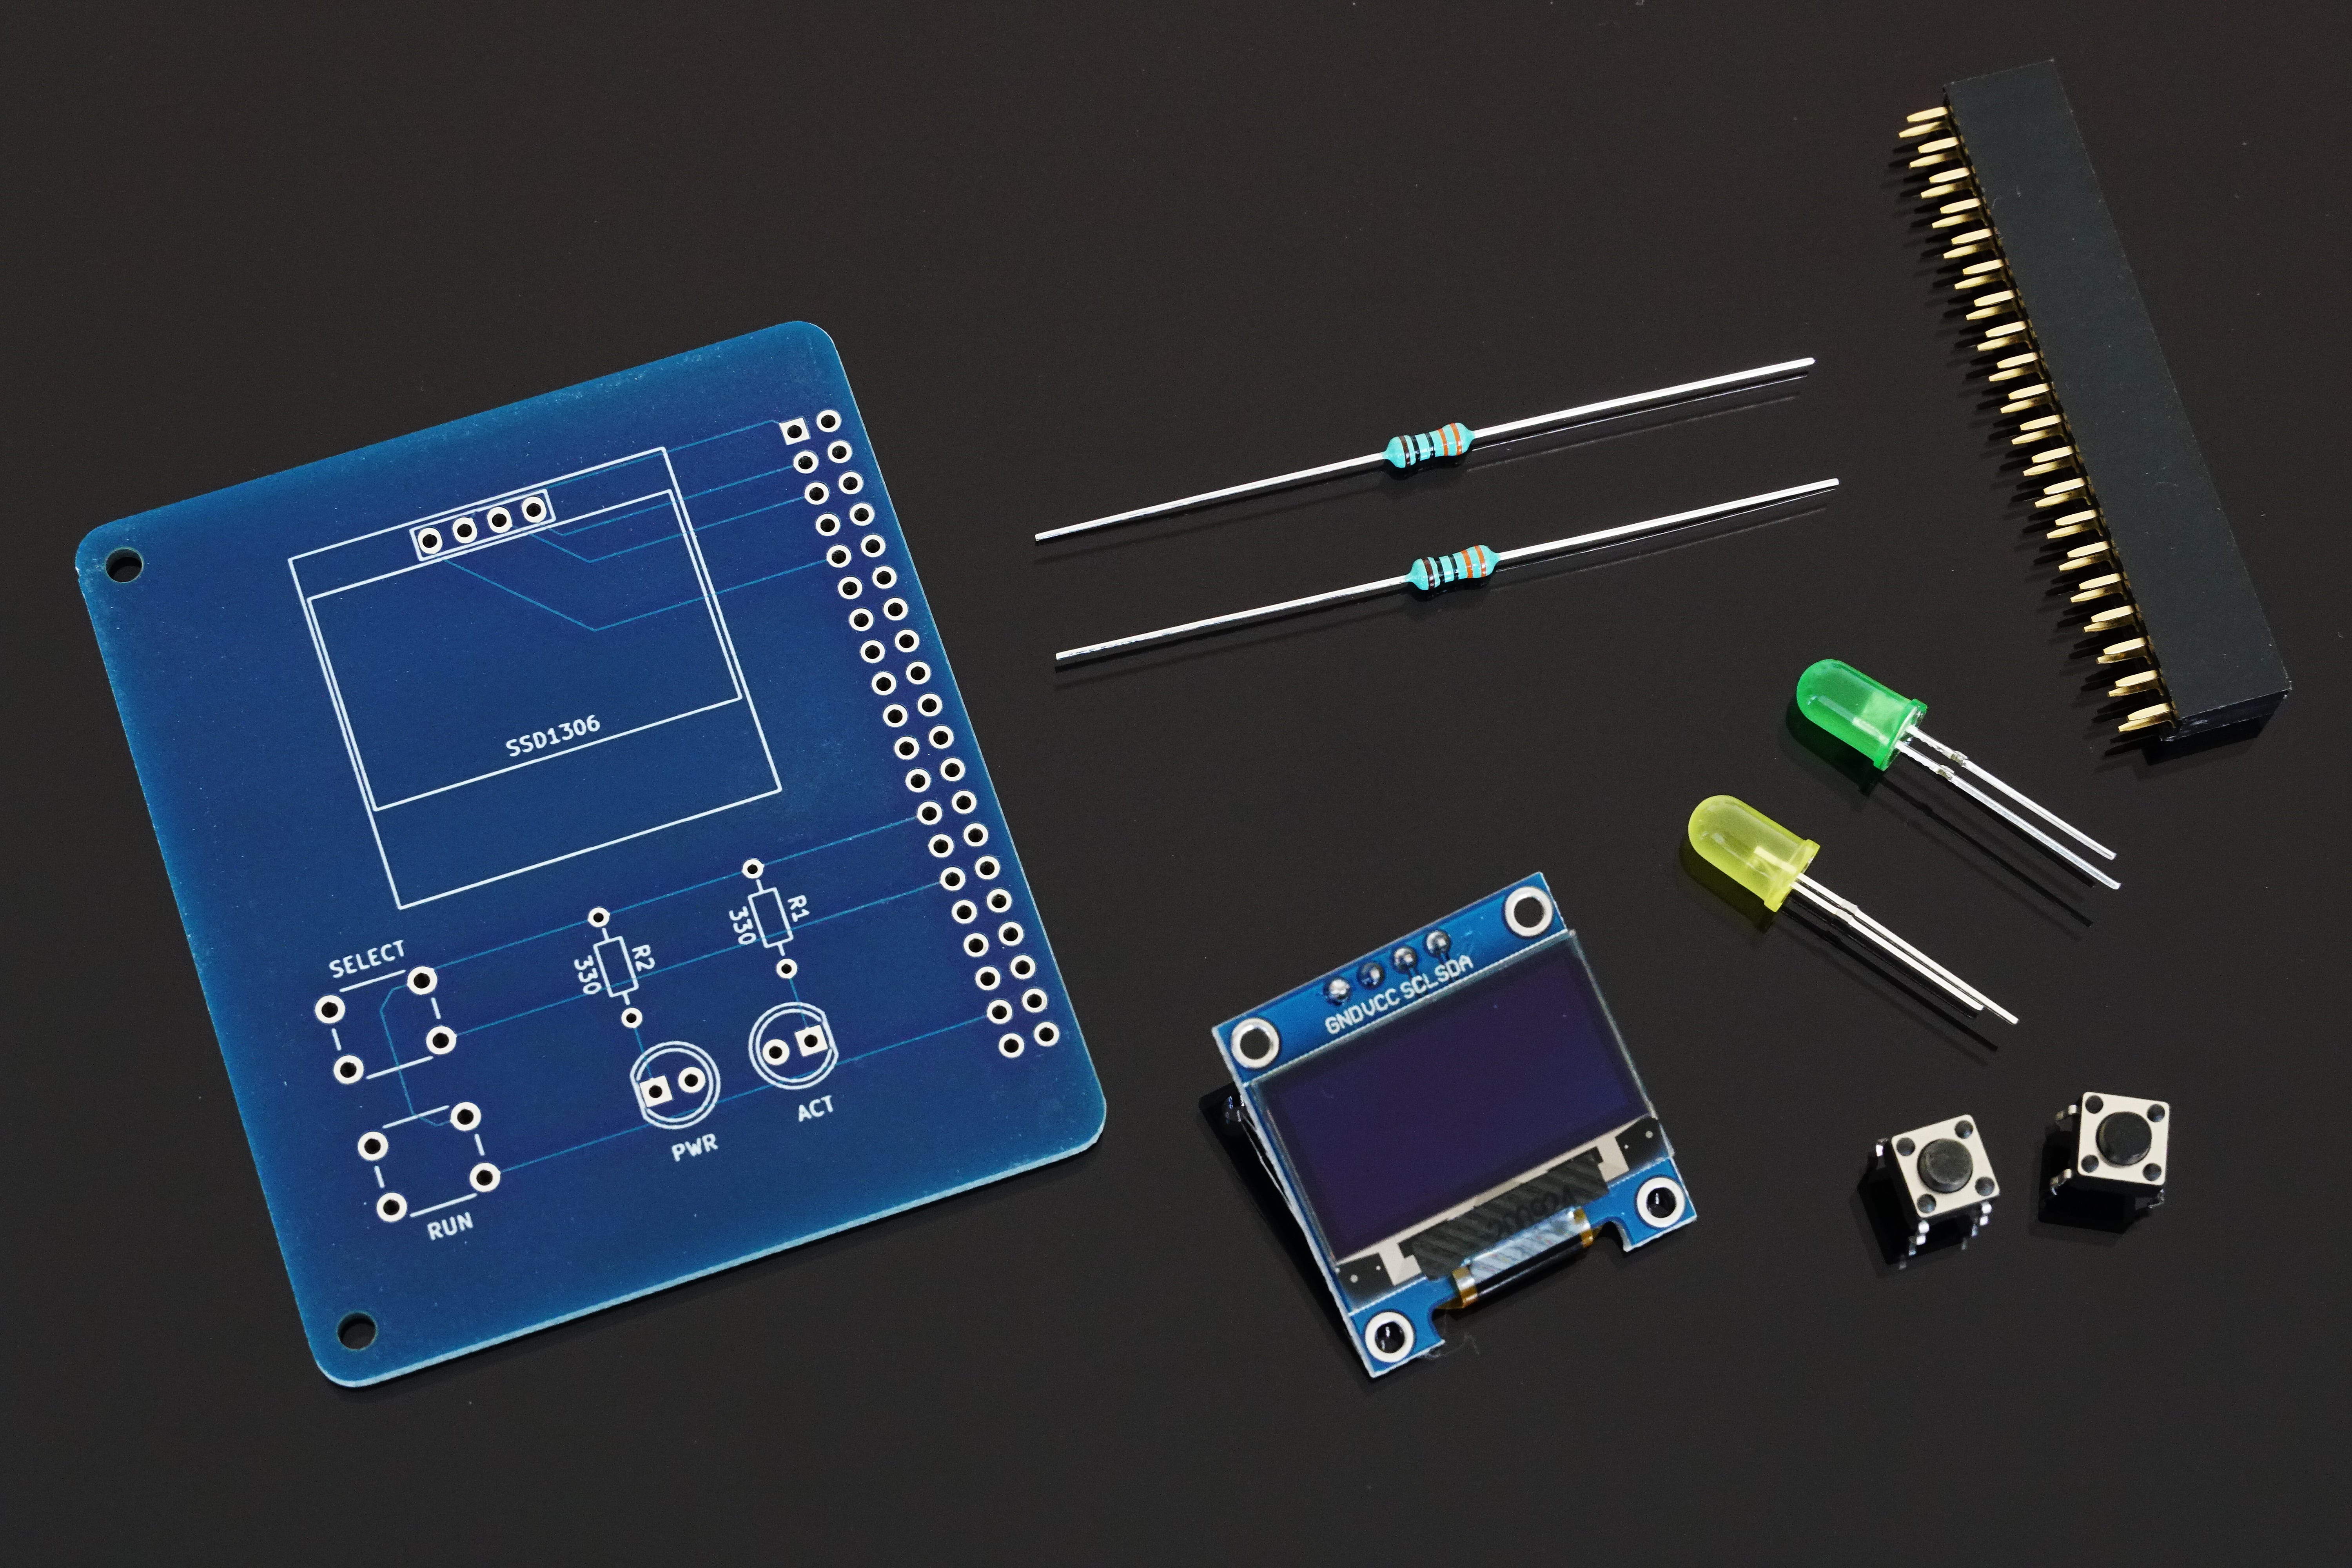 SSD1306
SELECT
R1
330
R2
330
ACT
PWR
RUN
GND VCC SCL SDA